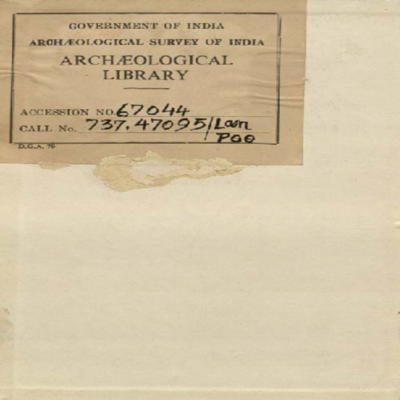 GOVERNMENT OF INDIA
ARCHÆOLOGICAL SURVEY OF INDIA
ARCHÆOLOGICAL
LIBRARY
ACCESSION NO. 67044
CALL No. 737.47095/Lan
Poo
D.G.A. 79